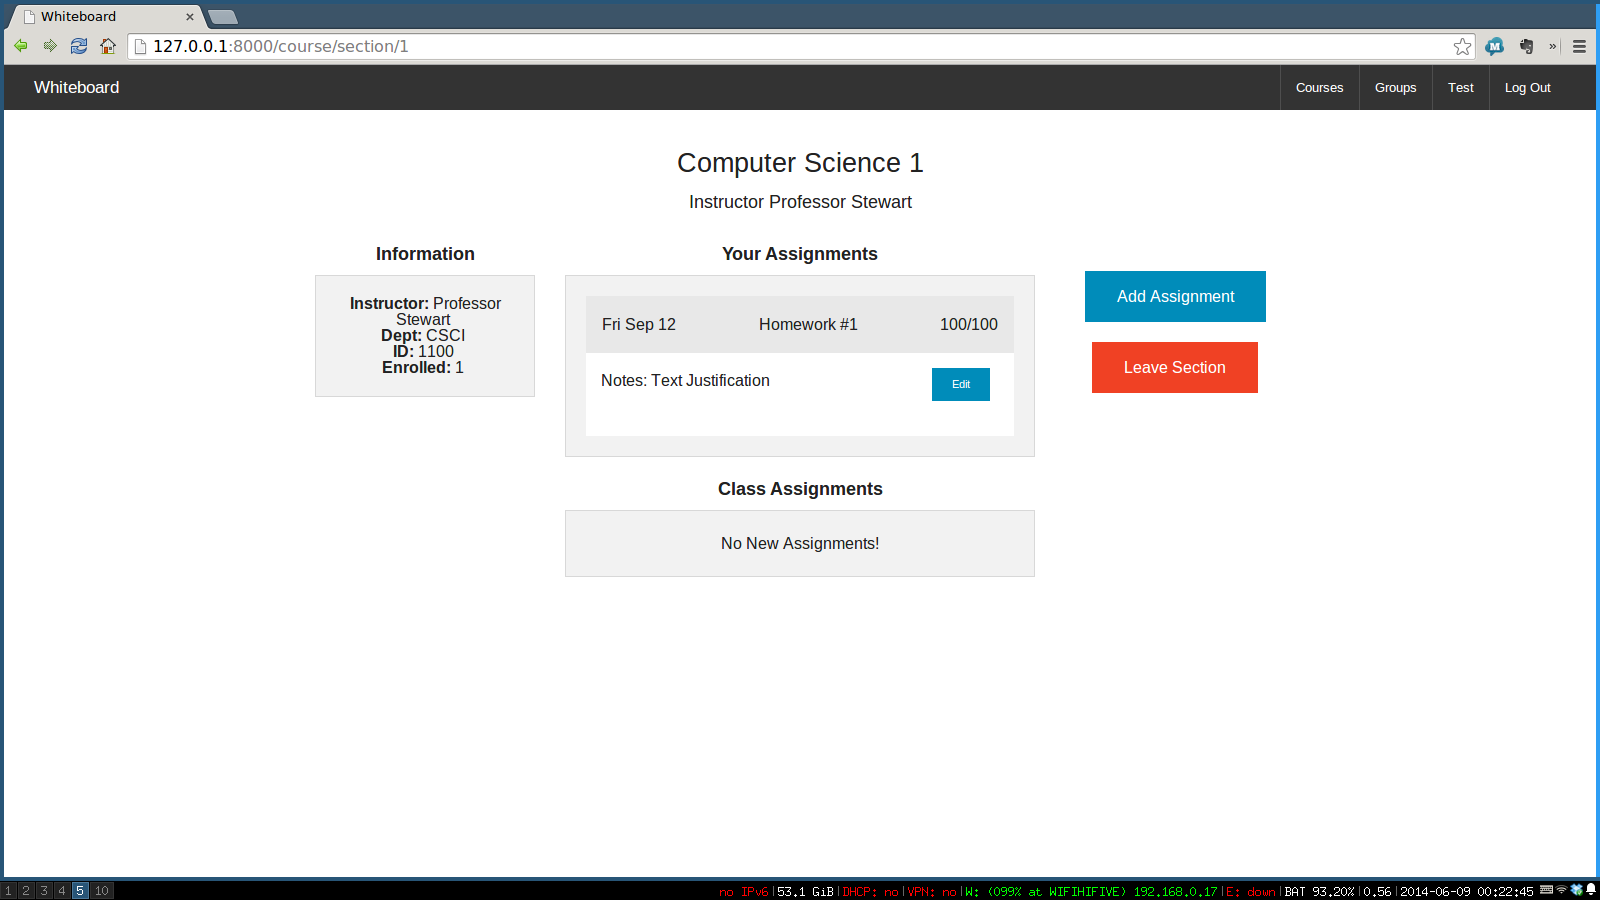 Whiteboard
127.0.0.1:8000/course/section/1
M
»
Whiteboard
Courses
Groups
Test
Log Out
Computer Science 1
Instructor Professor Stewart
Information
Instructor: Professor
Stewart
Dept: CSCI
ID: 1100
Enrolled: 1
Your Assignments
Fri Sep 12 Homework #1 100/100
Notes: Text Justification
Edit
Add Assignment
Leave Section
Class Assignments
No New Assignments!
1 2 3 4 5 10
no IPv6|53.1 GiB|DHCP: no|VPN: no|W: (099% at WIFIHIFIVE) 192.168.0.17|E: down|BAT 93.20%|0.56|2014-06-09 00:22:45